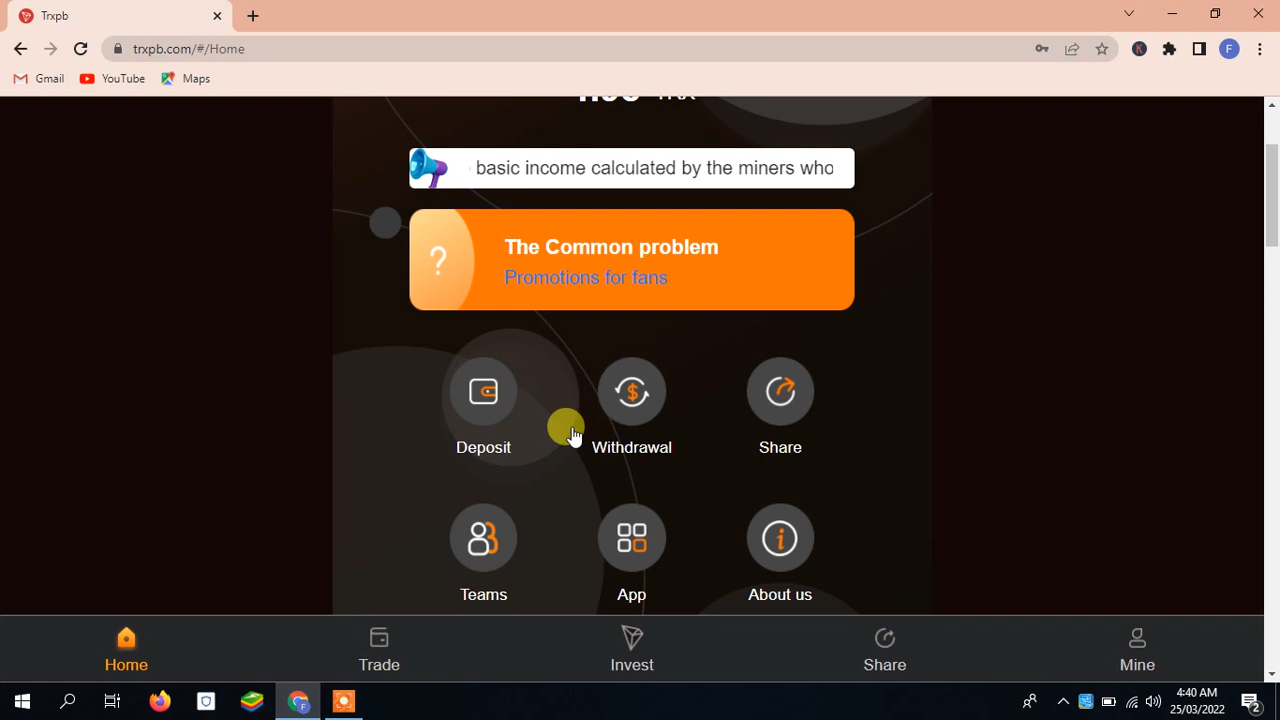 Trxpb
trxpb.com/#/Home
F
Gmail YouTube Maps
TRX
basic income calculated by the miners who
?
The Common problem
Promotions for fans
Deposit Withdrawal Share
Teams App About us
Home Trade Invest Share Mine
4:40 AM
25/03/2022
2